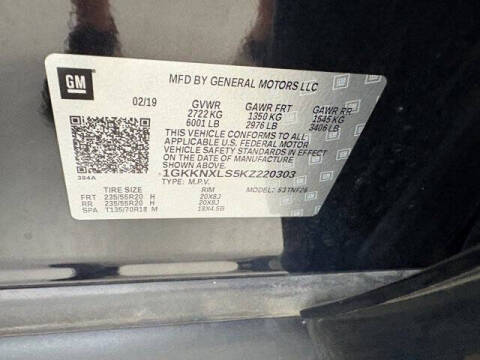 GM
MFD BY GENERAL MOTORS LLC
02/19 GVWR GAWR FRT GAWR RR
2722 KG 1350 KG 1545 KG
6001 LB 2976 LB 3406 LB
THIS VEHICLE CONFORMS TO ALL
APPLICABLE U.S. FEDERAL MOTOR
VEHICLE SAFETY STANDARDS IN EFFECT
ON THE DATE OF MANUFACTURE
SHOWN ABOVE.
384A
1GKKNXLS5KZ220303
TYPE: M.P.V. MODEL: S3TNF26
TIRE SIZE RIM
FRT 235/55R20 H 20X8J
RR 235/55R20 H 20X8J
SPA T135/70R18 M 18X4.5B